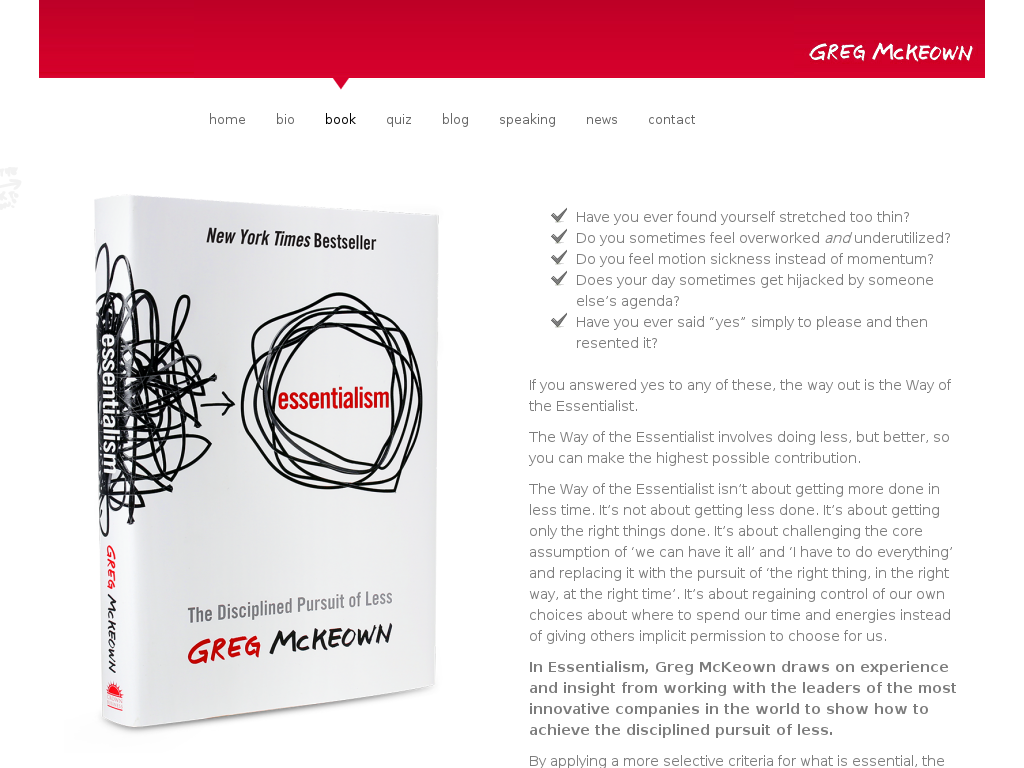 GREG MCKEOWN
home bio book quiz blog speaking news contact
New York Times Bestseller
essentialism
essentialism
The Disciplined Pursuit of Less
GREG MCKEOWN
GREG MCKEOWN
Have you ever found yourself stretched too thin?
Do you sometimes feel overworked and underutilized?
Do you feel motion sickness instead of momentum?
Does your day sometimes get hijacked by someone
else’s agenda?
Have you ever said “yes” simply to please and then
resented it?
If you answered yes to any of these, the way out is the Way of
the Essentialist.
The Way of the Essentialist involves doing less, but better, so
you can make the highest possible contribution.
The Way of the Essentialist isn’t about getting more done in
less time. It’s not about getting less done. It’s about getting
only the right things done. It’s about challenging the core
assumption of ‘we can have it all’ and ‘I have to do everything’
and replacing it with the pursuit of ‘the right thing, in the right
way, at the right time’. It’s about regaining control of our own
choices about where to spend our time and energies instead
of giving others implicit permission to choose for us.
In Essentialism, Greg McKeown draws on experience
and insight from working with the leaders of the most
innovative companies in the world to show how to
achieve the disciplined pursuit of less.
By applying a more selective criteria for what is essential, the